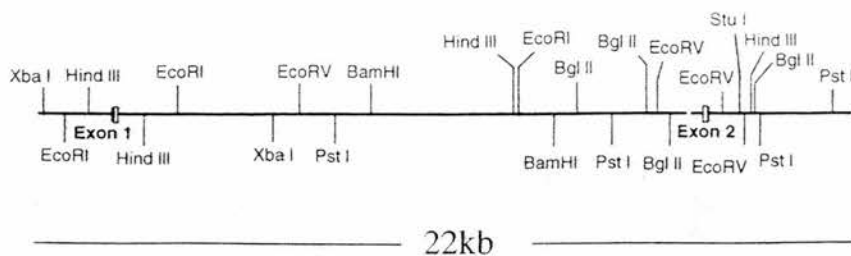 Stu I
Hind III EcoRI Bgl II EcoRV Hind III
Xba I Hind III EcoRI EcoRV BamHI Bgl II EcoRV Bgl II Pst I
Exon 1 Exon 2
EcoRI Hind III Xba I Pst I BamHI Pst I Bgl II EcoRV Pst I
22kb